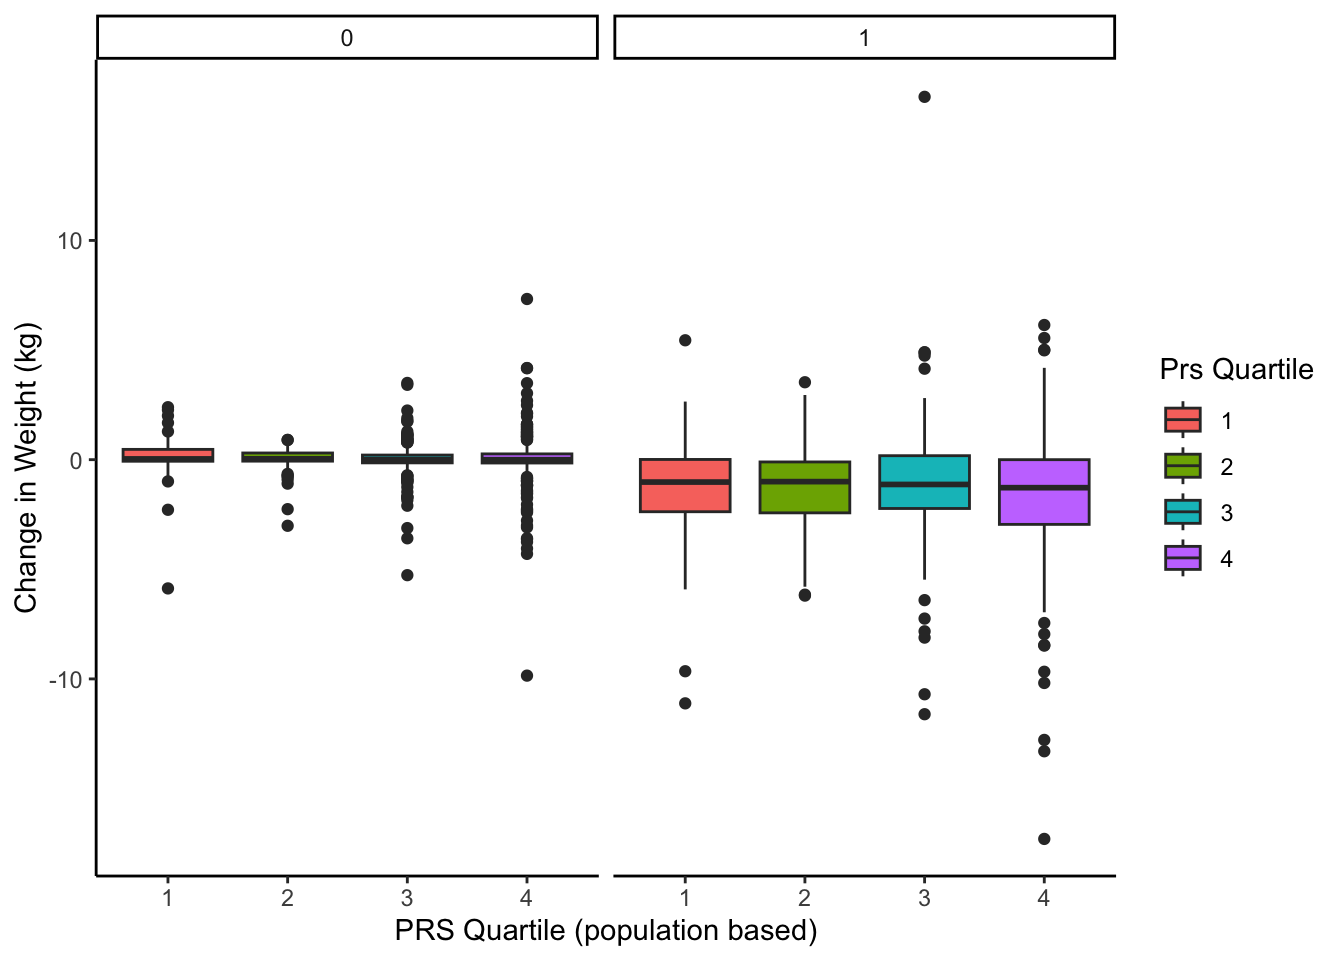 0
1
10
0
-10
Change in Weight (kg)
1 2 3 4
1 2 3 4
PRS Quartile (population based)
Prs Quartile
1
2
3
4